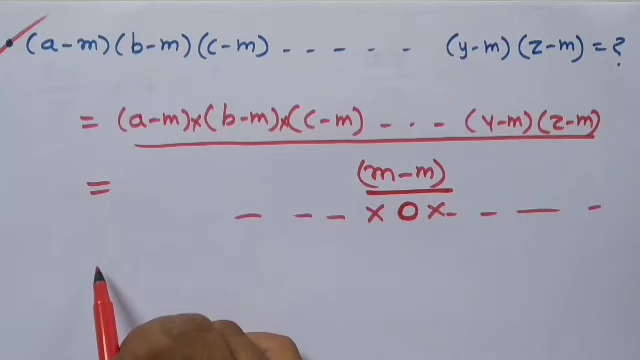 • (a-m)(b-m)(c-m) - - - - - - (y-m)(z-m) = ?
= (a-m)×(b-m)×(c-m) - - - - (y-m)(z-m)
= (m-m)
- - - × 0 × - - - -